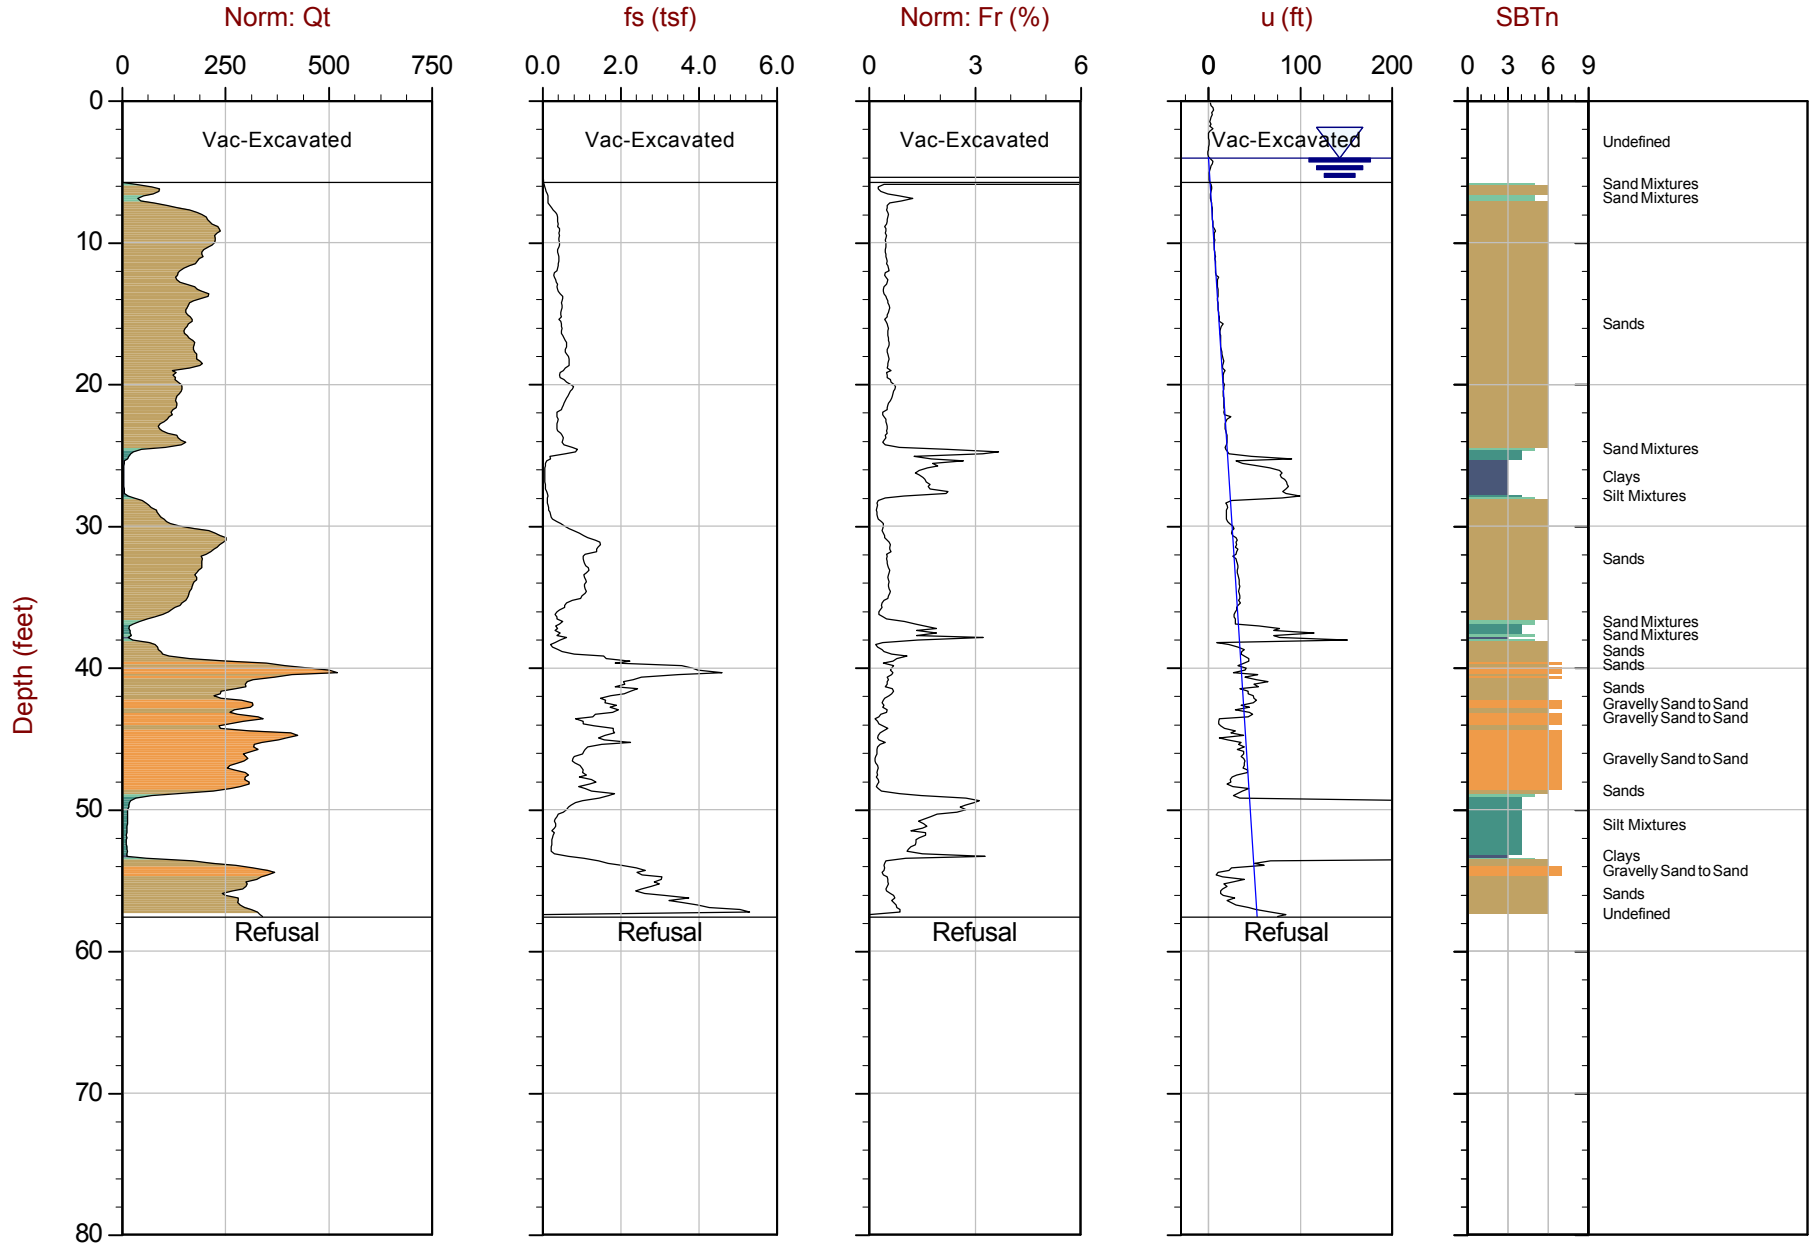 Norm: Qt fs (tsf) Norm: Fr (%) u (ft) SBTn
0 250 500 750 0.0 2.0 4.0 6.0 0 3 6 0 100 200 0 3 6 9
0
Vac-Excavated Vac-Excavated Vac-Excavated Vac-Excavated Undefined
Sand Mixtures
Sand Mixtures
10
Sands
20
Sand Mixtures
Clays
Silt Mixtures
30
Sands
Sand Mixtures
Sand Mixtures
Sands
40
Sands
Sands
Gravelly Sand to Sand
Gravelly Sand to Sand
Depth (feet)
Gravelly Sand to Sand
Sands
50
Silt Mixtures
Clays
Gravelly Sand to Sand
Sands
Undefined
Refusal Refusal Refusal Refusal
60
70
80